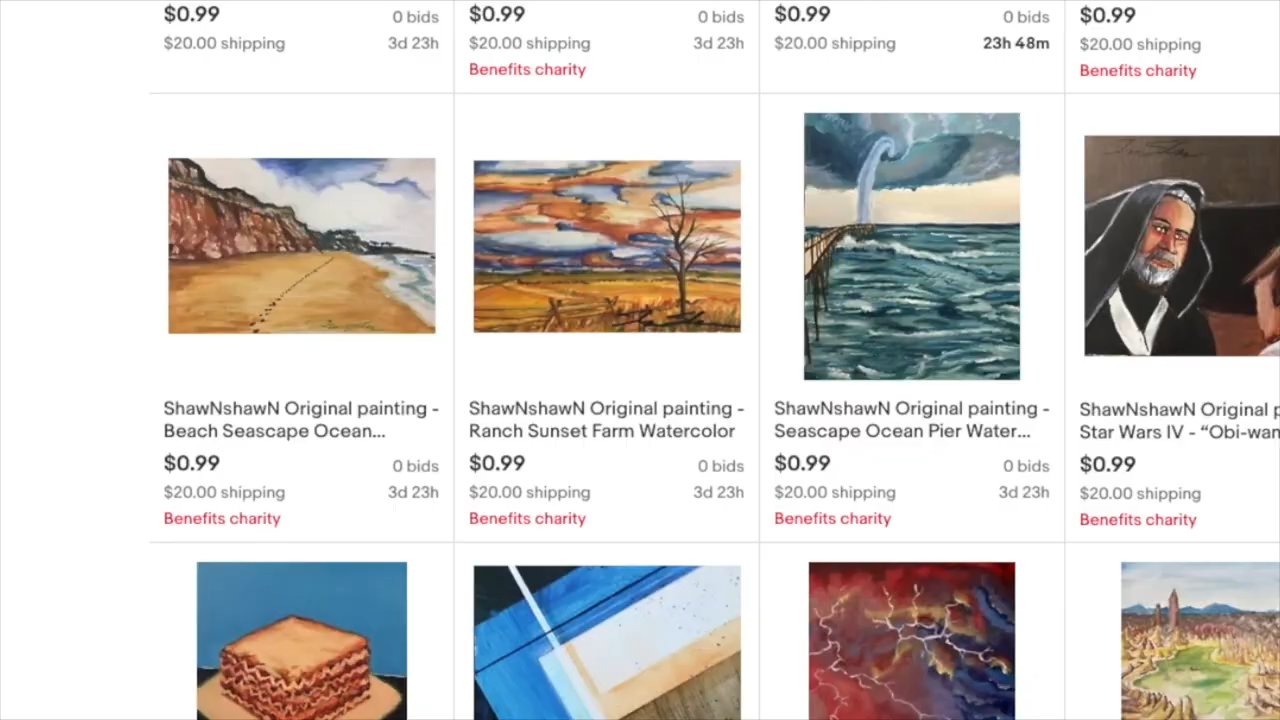 $0.99 0 bids
$20.00 shipping 3d 23h
$0.99 0 bids
$20.00 shipping 3d 23h
Benefits charity
$0.99 0 bids
$20.00 shipping 23h 48m
$0.99
$20.00 shipping
Benefits charity
ShawNshawN Original painting -
Beach Seascape Ocean...
$0.99 0 bids
$20.00 shipping 3d 23h
Benefits charity
ShawNshawN Original painting -
Ranch Sunset Farm Watercolor
$0.99 0 bids
$20.00 shipping 3d 23h
Benefits charity
ShawNshawN Original painting -
Seascape Ocean Pier Water...
$0.99 0 bids
$20.00 shipping 3d 23h
Benefits charity
ShawNshawN Original p
Star Wars IV - “Obi-wan
$0.99
$20.00 shipping
Benefits charity